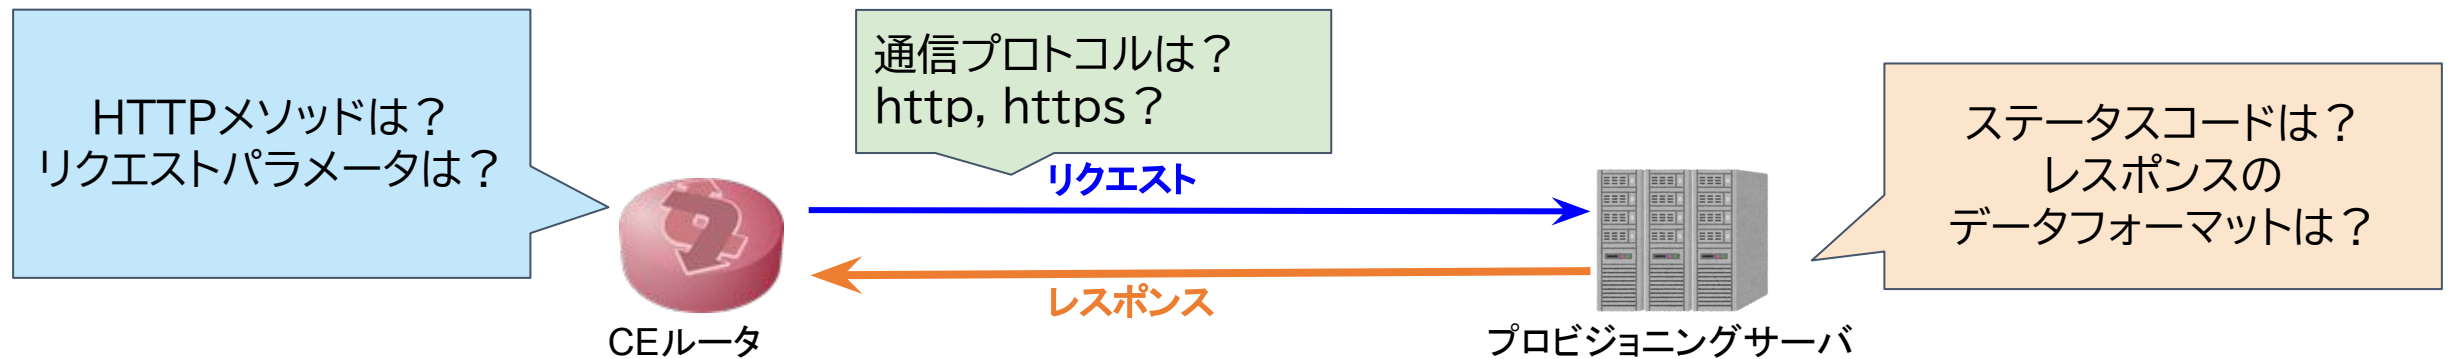 HTTPメソッドは？
リクエストパラメータは？
通信プロトコルは？
http, https？
リクエスト
ステータスコードは？
レスポンスの
データフォーマットは？
レスポンス
CEルータ
プロビジョニングサーバ